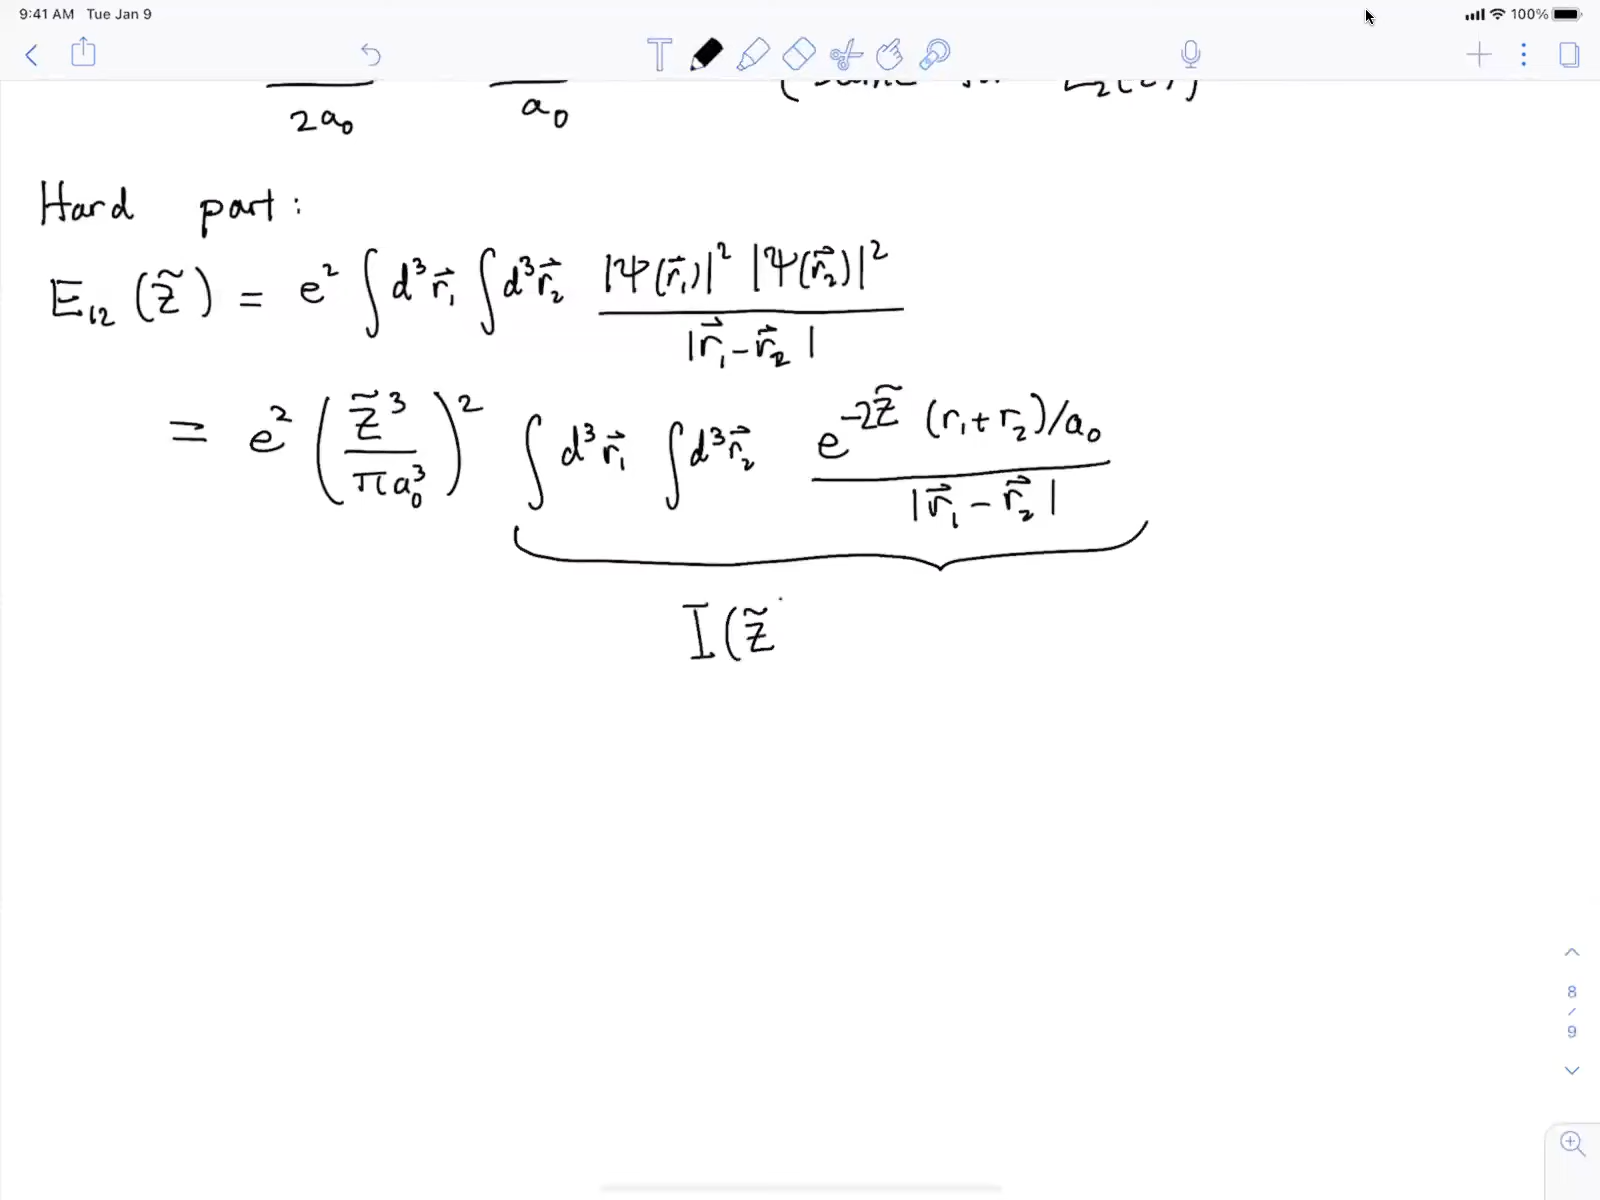 9:41 AM Tue Jan 9 100%
T
2a₀ a₀
Hard part:
E₁₂ (z̃) = e² ∫ d³r⃗₁ ∫ d³r⃗₂ |Ψ(r⃗₁)|² |Ψ(r⃗₂)|² / |r⃗₁ - r⃗₂|
= e² (z̃³ / πa₀³)² ∫ d³r⃗₁ ∫ d³r⃗₂ e^(-2z̃ (r₁+r₂)/a₀) / |r⃗₁ - r⃗₂|
I(z̃
8
/
9